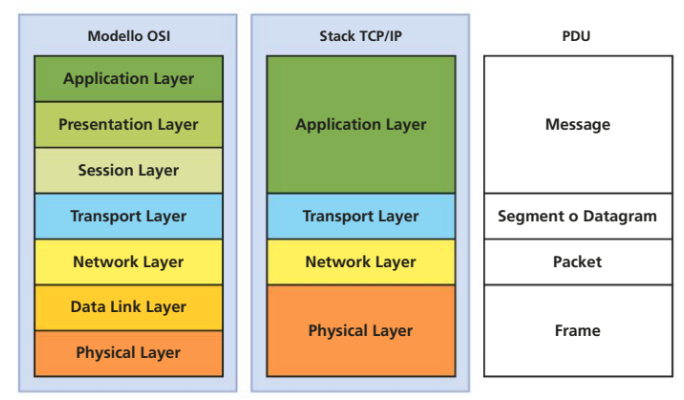 Modello OSI
Application Layer
Presentation Layer
Session Layer
Transport Layer
Network Layer
Data Link Layer
Physical Layer
Stack TCP/IP
Application Layer
Transport Layer
Network Layer
Physical Layer
PDU
Message
Segment o Datagram
Packet
Frame